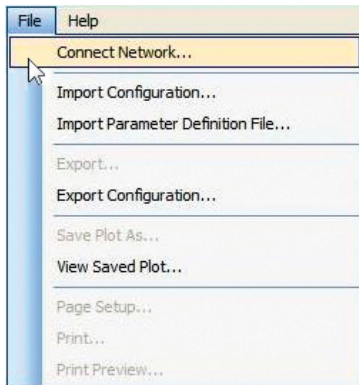 File Help
Connect Network...
Import Configuration...
Import Parameter Definition File...
Export...
Export Configuration...
Save Plot As...
View Saved Plot...
Page Setup...
Print...
Print Preview...